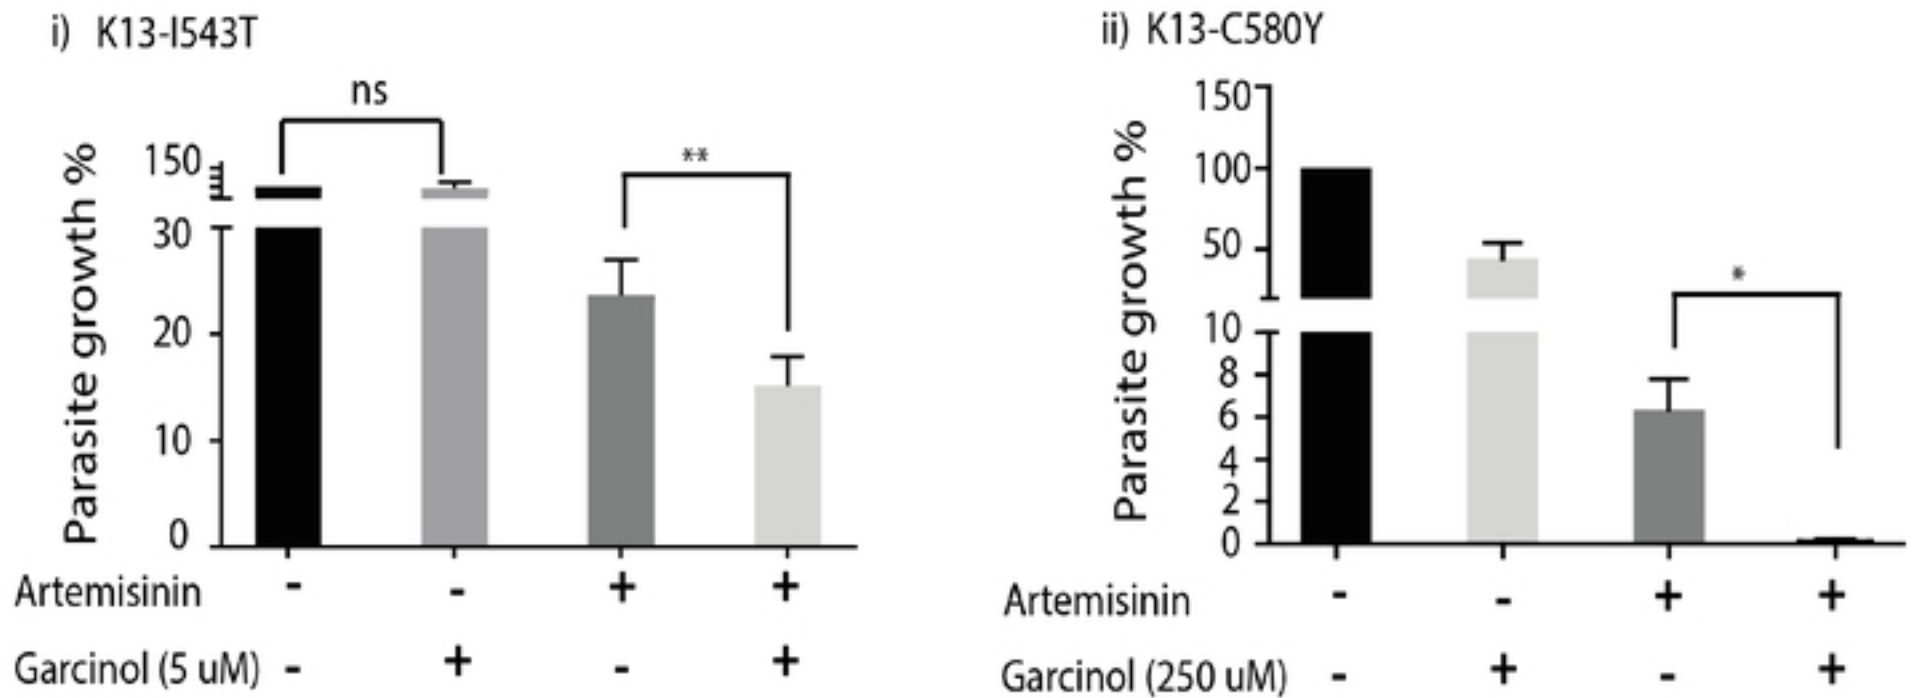 i) K13-I543T
ns
**
Parasite growth %
150
30
20
10
0
Artemisinin - - + +
Garcinol (5 uM) - + - +
ii) K13-C580Y
*
Parasite growth %
150
100
50
10
8
6
4
2
0
Artemisinin - - + +
Garcinol (250 uM) - + - +